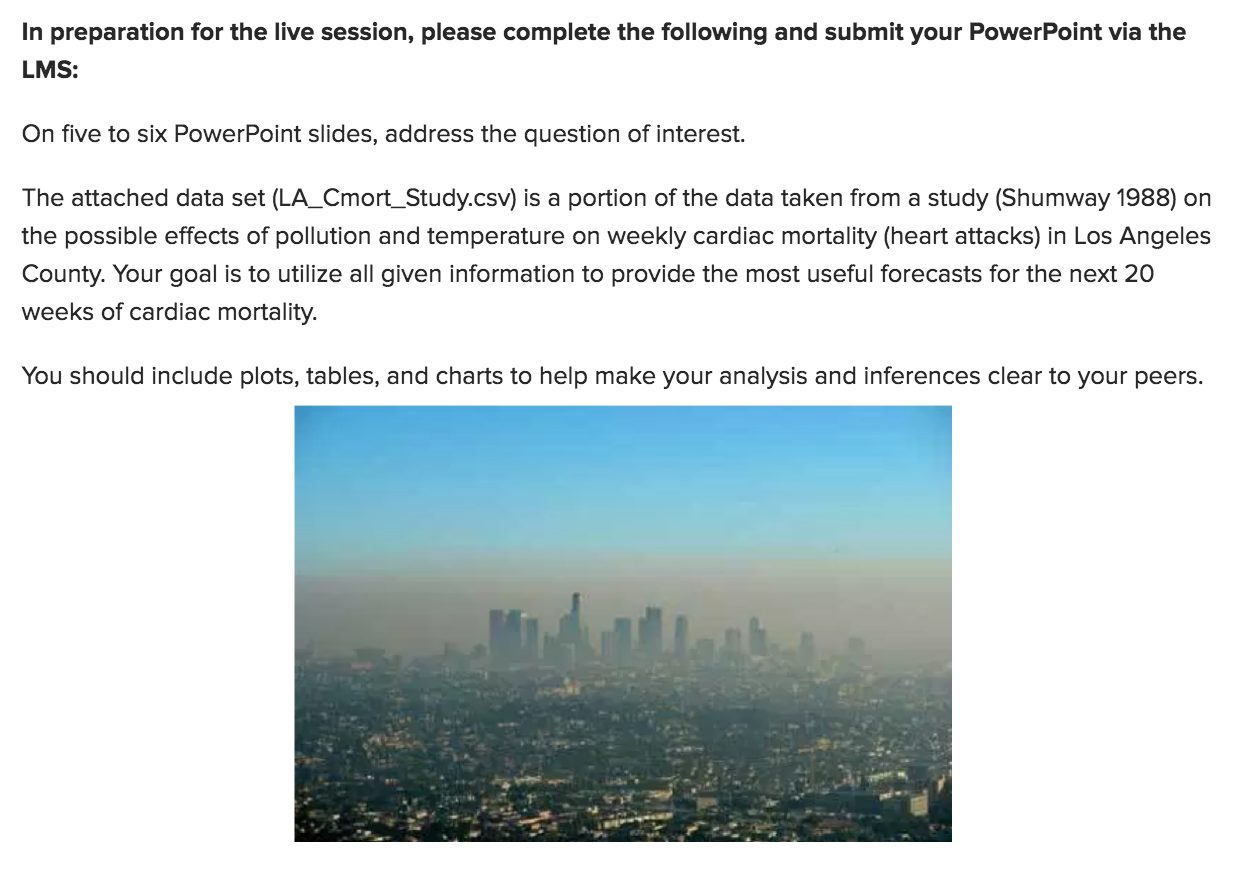 In preparation for the live session, please complete the following and submit your PowerPoint via the
LMS:
On five to six PowerPoint slides, address the question of interest.
The attached data set (LA_Cmort_Study.csv) is a portion of the data taken from a study (Shumway 1988) on
the possible effects of pollution and temperature on weekly cardiac mortality (heart attacks) in Los Angeles
County. Your goal is to utilize all given information to provide the most useful forecasts for the next 20
weeks of cardiac mortality.
You should include plots, tables, and charts to help make your analysis and inferences clear to your peers.